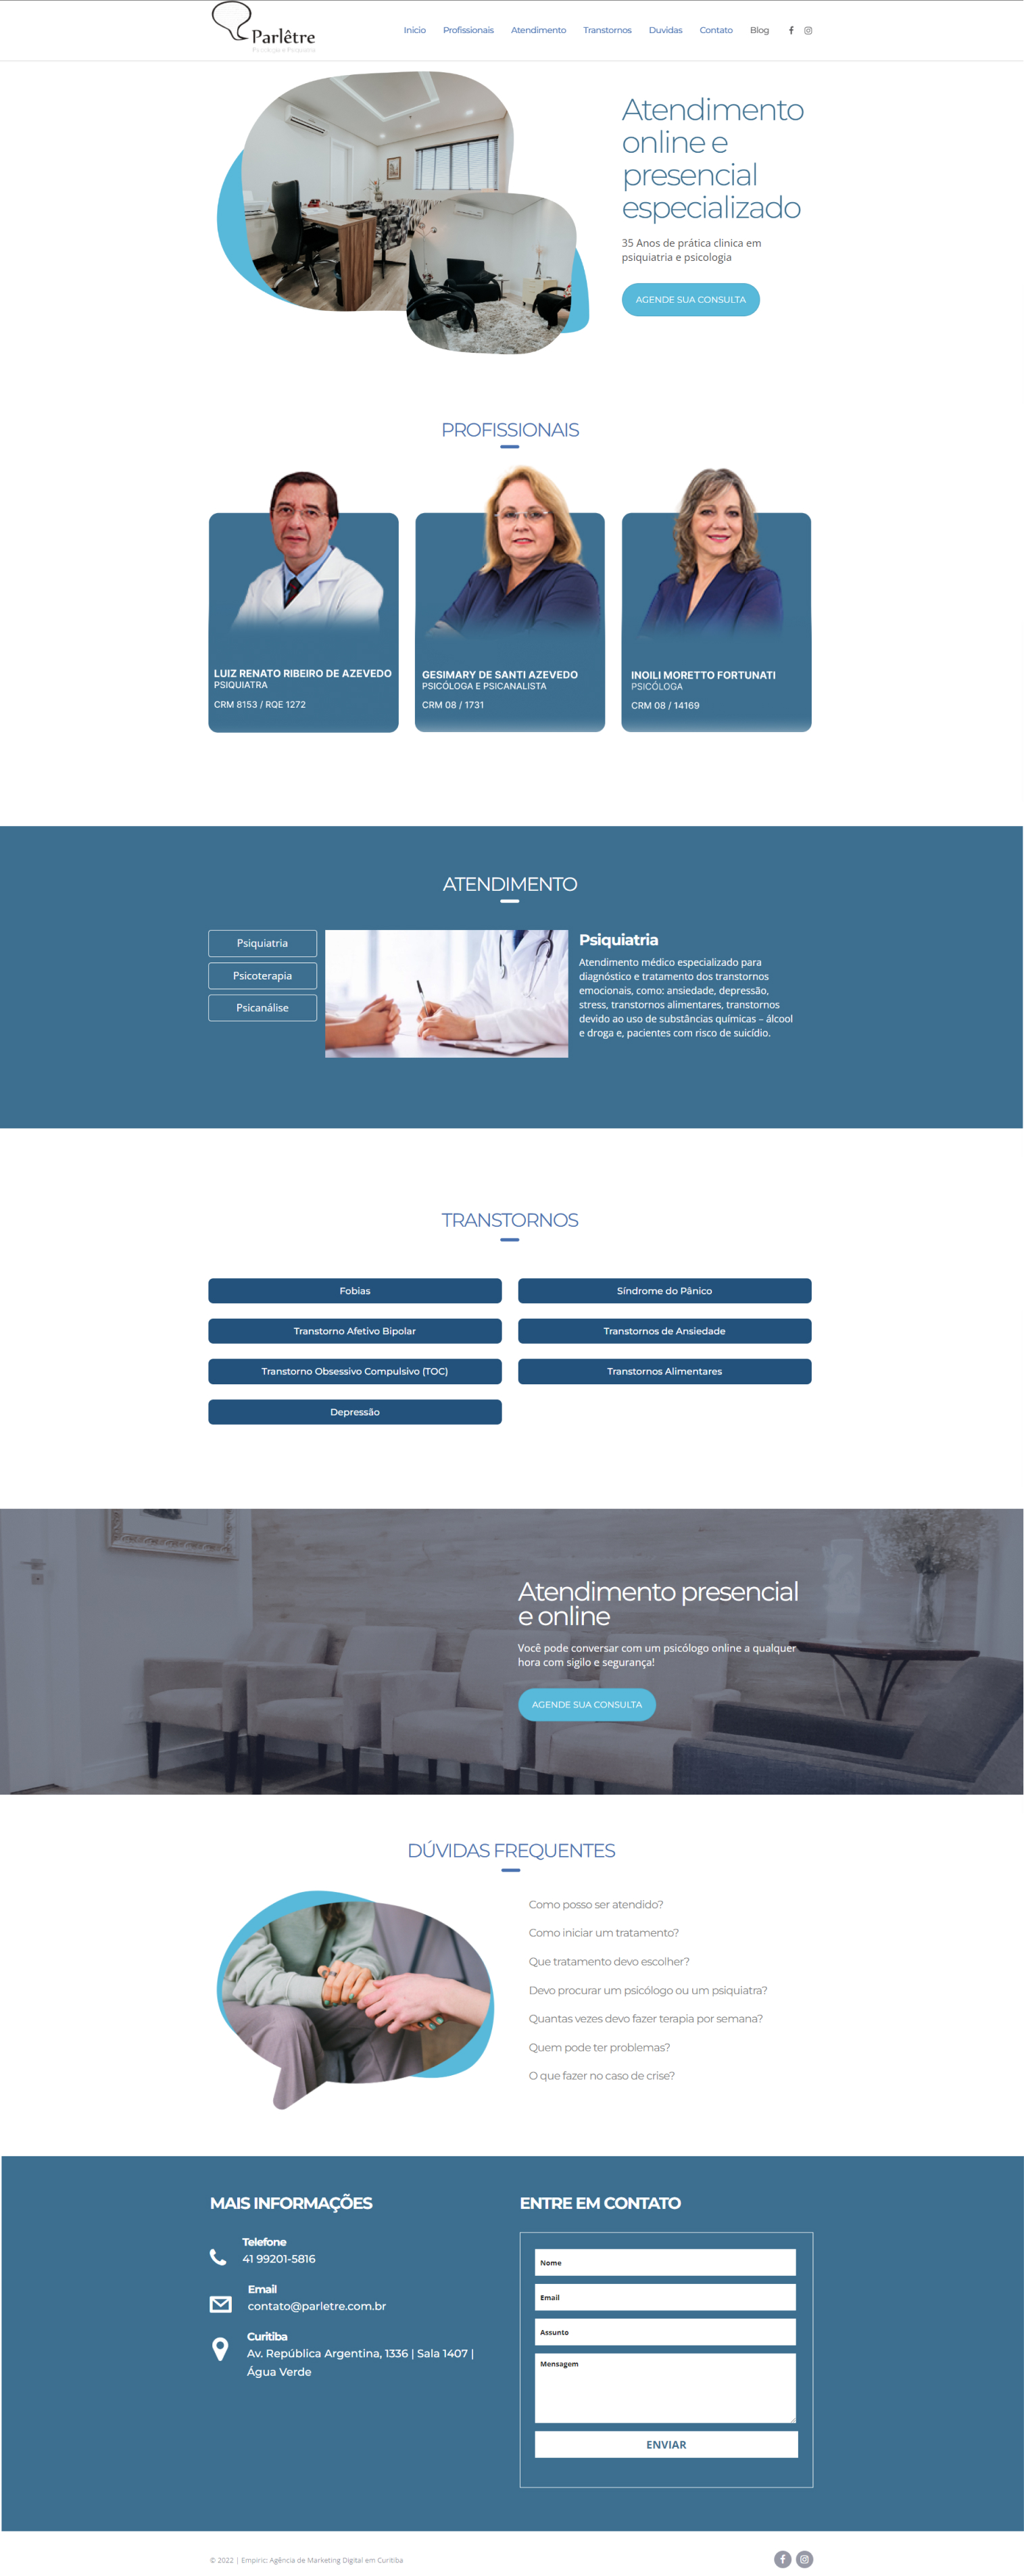 Parlêtre
Psicologia e Psiquiatria
Inicio
Profissionais
Atendimento
Transtornos
Duvidas
Contato
Blog
Atendimento
online e
presencial
especializado
35 Anos de prática clinica em
psiquiatria e psicologia
AGENDE SUA CONSULTA
PROFISSIONAIS
LUIZ RENATO RIBEIRO DE AZEVEDO
PSIQUIATRA
CRM 8153 / RQE 1272
GESIMARY DE SANTI AZEVEDO
PSICÓLOGA E PSICANALISTA
CRM 08 / 1731
INOILI MORETTO FORTUNATI
PSICÓLOGA
CRM 08 / 14169
ATENDIMENTO
Psiquiatria
Psicoterapia
Psicanálise
Psiquiatria
Atendimento médico especializado para
diagnóstico e tratamento dos transtornos
emocionais, como: ansiedade, depressão,
stress, transtornos alimentares, transtornos
devido ao uso de substâncias químicas – álcool
e droga e, pacientes com risco de suicídio.
TRANSTORNOS
Fobias
Síndrome do Pânico
Transtorno Afetivo Bipolar
Transtornos de Ansiedade
Transtorno Obsessivo Compulsivo (TOC)
Transtornos Alimentares
Depressão
Atendimento presencial
e online
Você pode conversar com um psicólogo online a qualquer
hora com sigilo e segurança!
AGENDE SUA CONSULTA
DÚVIDAS FREQUENTES
Como posso ser atendido?
Como iniciar um tratamento?
Que tratamento devo escolher?
Devo procurar um psicólogo ou um psiquiatra?
Quantas vezes devo fazer terapia por semana?
Quem pode ter problemas?
O que fazer no caso de crise?
MAIS INFORMAÇÕES
Telefone
41 99201-5816
Email
contato@parletre.com.br
Curitiba
Av. República Argentina, 1336 | Sala 1407 |
Água Verde
ENTRE EM CONTATO
Nome
Email
Assunto
Mensagem
ENVIAR
© 2022 | Empiric: Agência de Marketing Digital em Curitiba